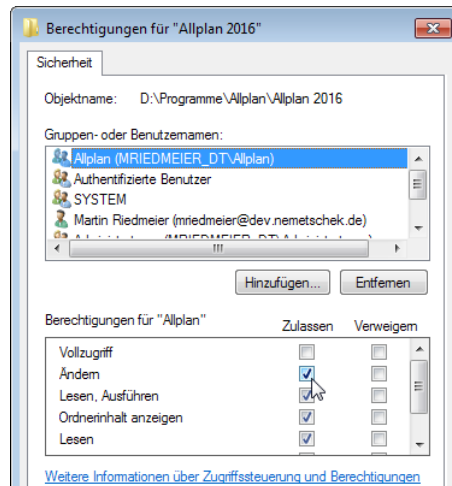 Berechtigungen für "Allplan 2016"
Sicherheit
Objektname: D:\Programme\Allplan\Allplan 2016
Gruppen- oder Benutzernamen:
Allplan (MRIEDMEIER_DT\Allplan)
Authentifizierte Benutzer
SYSTEM
Martin Riedmeier (mriedmeier@dev.nemetschek.de)
Hinzufügen... Entfernen
Berechtigungen für "Allplan" Zulassen Verweigern
Vollzugriff
Ändern
Lesen, Ausführen
Ordnerinhalt anzeigen
Lesen
Weitere Informationen über Zugriffssteuerung und Berechtigungen